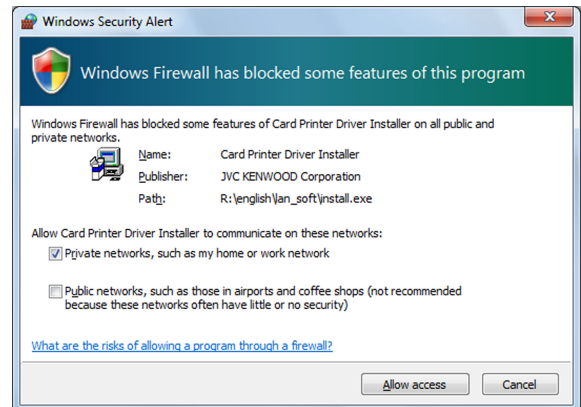 Windows Security Alert
Windows Firewall has blocked some features of this program
Windows Firewall has blocked some features of Card Printer Driver Installer on all public and
private networks.
Name: Card Printer Driver Installer
Publisher: JVC KENWOOD Corporation
Path: R:\english\lan_soft\install.exe
Allow Card Printer Driver Installer to communicate on these networks:
Private networks, such as my home or work network
Public networks, such as those in airports and coffee shops (not recommended
because these networks often have little or no security)
What are the risks of allowing a program through a firewall?
Allow access Cancel